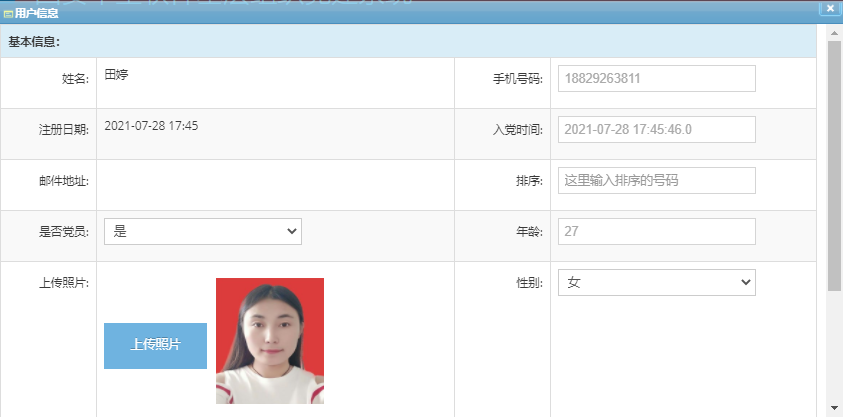 用户信息
基本信息:
姓名: 田婷 手机号码: 18829263811
注册日期: 2021-07-28 17:45 入党时间: 2021-07-28 17:45:46.0
邮件地址: 排序: 这里输入排序的号码
是否党员: 是 年龄: 27
上传照片: 上传照片 性别: 女